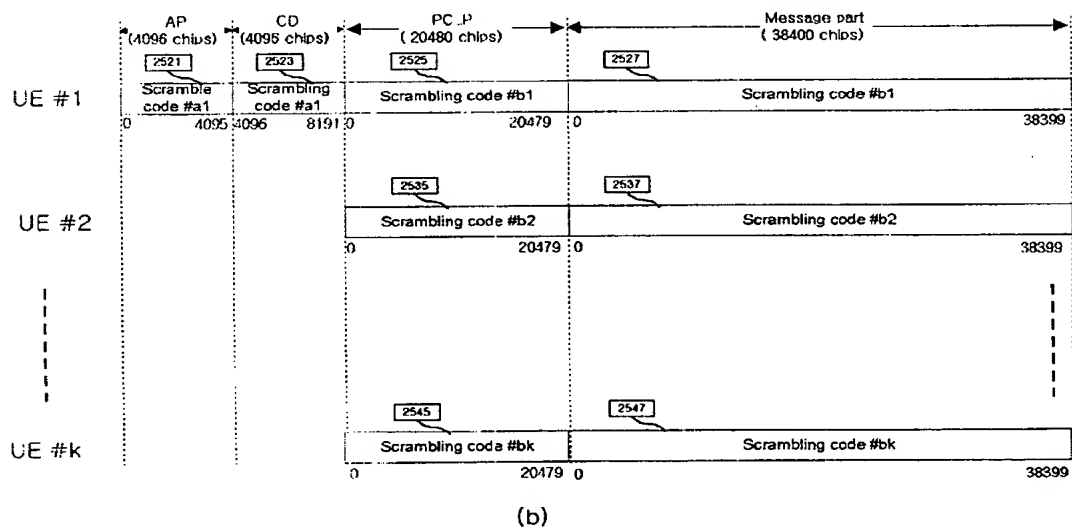 AP CD PC_P Message part
(4096 chips) (4096 chips) ( 20480 chips) ( 38400 chips)
2521 2523 2525 2527
UE #1
Scramble code #a1
Scrambling code #a1
Scrambling code #b1
Scrambling code #b1
0 4095 4096 8191 0 20479 0 38399
2535 2537
UE #2
Scrambling code #b2
Scrambling code #b2
0 20479 0 38399
2545 2547
UE #k
Scrambling code #bk
Scrambling code #bk
0 20479 0 38399
(b)